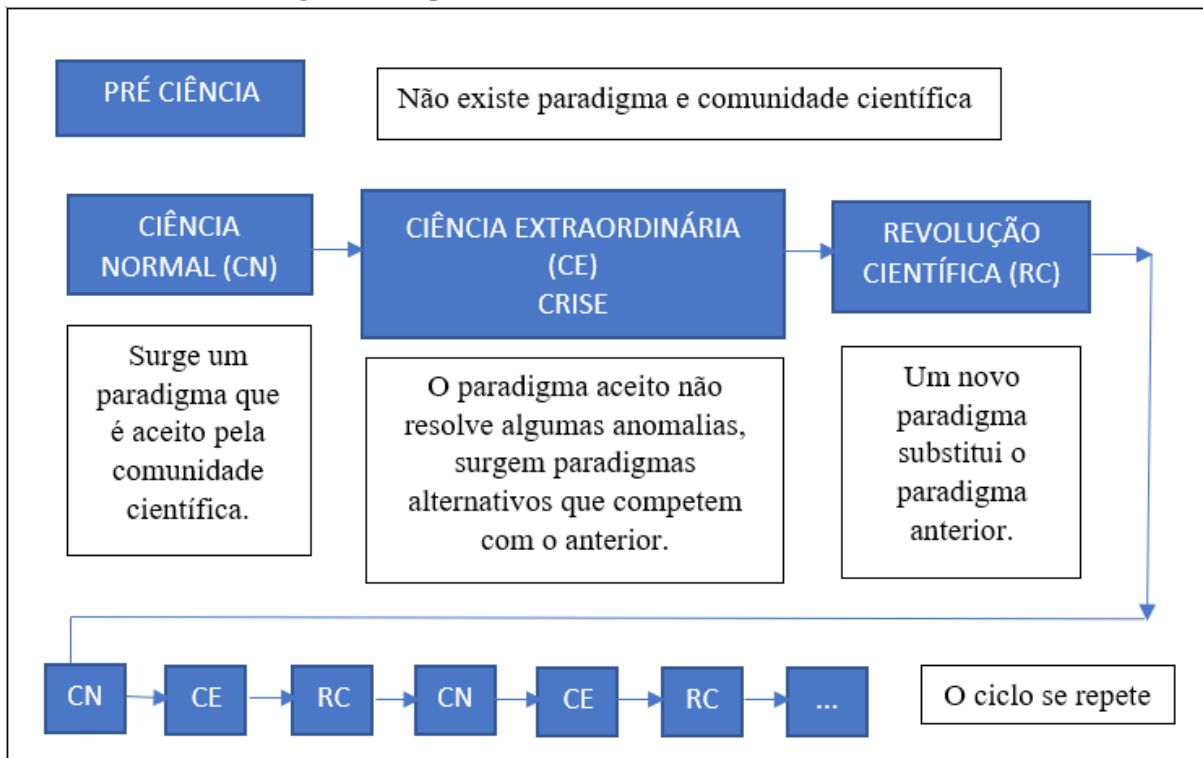 PRÉ CIÊNCIA
Não existe paradigma e comunidade científica
CIÊNCIA
NORMAL (CN)
CIÊNCIA EXTRAORDINÁRIA
(CE)
CRISE
REVOLUÇÃO
CIENTÍFICA (RC)
Surge um
paradigma que
é aceito pela
comunidade
científica.
O paradigma aceito não
resolve algumas anomalias,
surgem paradigmas
alternativos que competem
com o anterior.
Um novo
paradigma
substitui o
paradigma
anterior.
CN
CE
RC
CN
CE
RC
...
O ciclo se repete